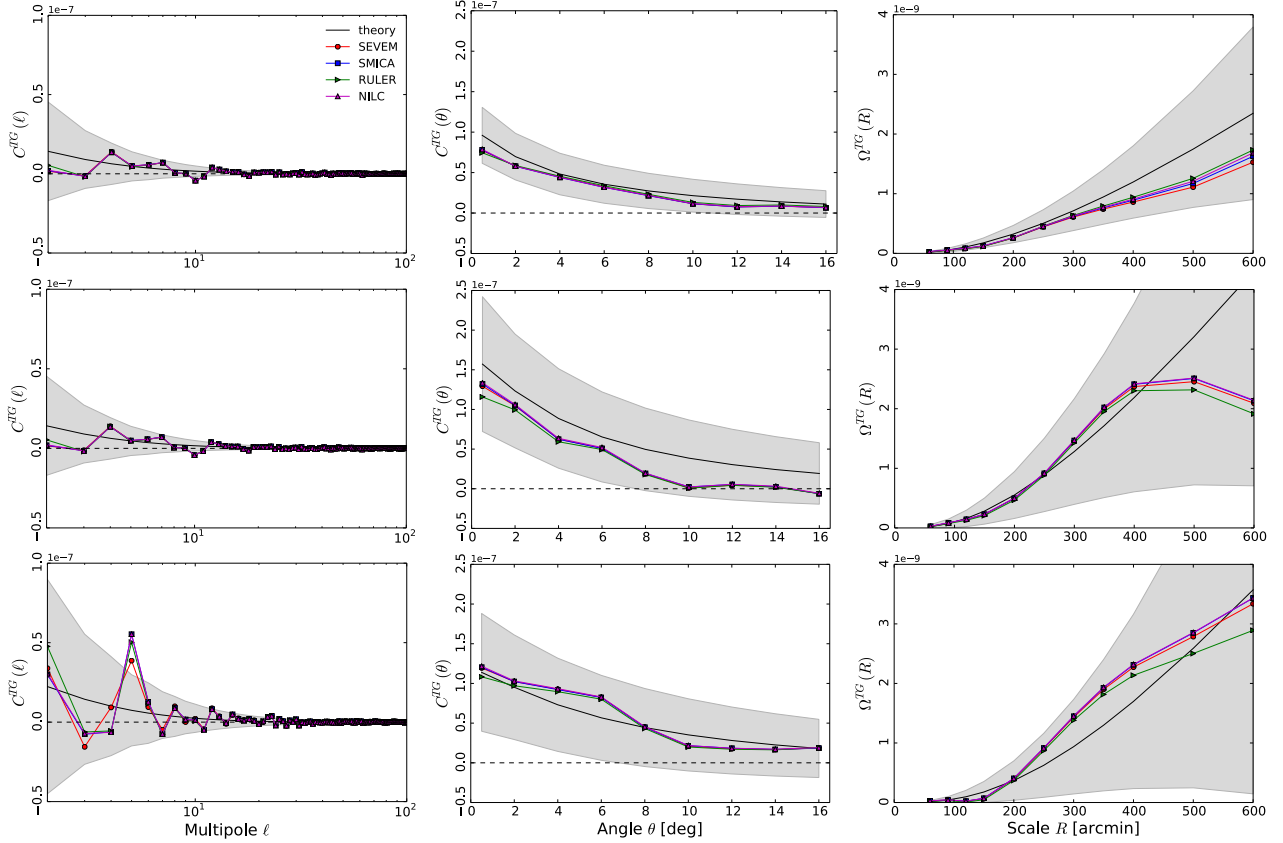 1e-7
1.0
0.5
0.0
−0.5
10^1
10^2
C^{TG}(ℓ)
theory
SEVEM
SMICA
RULER
NILC
1e-7
2.5
2.0
1.5
1.0
0.5
0.0
−0.5
0 2 4 6 8 10 12 14 16
C^{TG}(θ)
1e-9
4
3
2
1
0
0 100 200 300 400 500 600
Ω^{TG}(R)
1e-7
1.0
0.5
0.0
−0.5
10^1
10^2
C^{TG}(ℓ)
1e-7
2.5
2.0
1.5
1.0
0.5
0.0
−0.5
0 2 4 6 8 10 12 14 16
C^{TG}(θ)
1e-9
4
3
2
1
0
0 100 200 300 400 500 600
Ω^{TG}(R)
1e-7
1.0
0.5
0.0
−0.5
10^1
10^2
C^{TG}(ℓ)
Multipole ℓ
1e-7
2.5
2.0
1.5
1.0
0.5
0.0
−0.5
0 2 4 6 8 10 12 14 16
C^{TG}(θ)
Angle θ [deg]
1e-9
4
3
2
1
0
0 100 200 300 400 500 600
Ω^{TG}(R)
Scale R [arcmin]